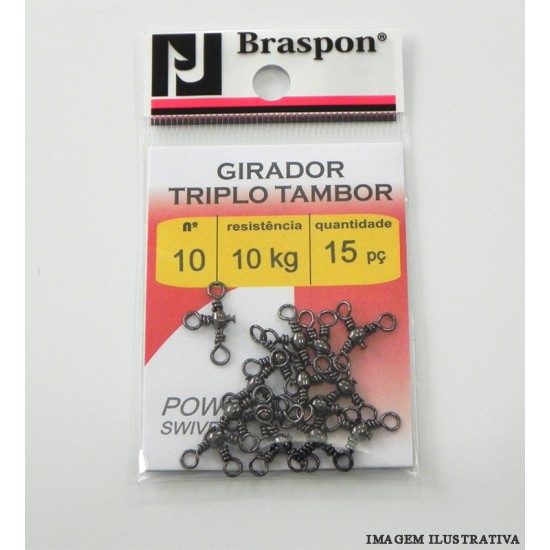 Braspon®
GIRADOR
TRIPLO TAMBOR
nº
10
resistência
10 kg
quantidade
15 pç
IMAGEM ILUSTRATIVA